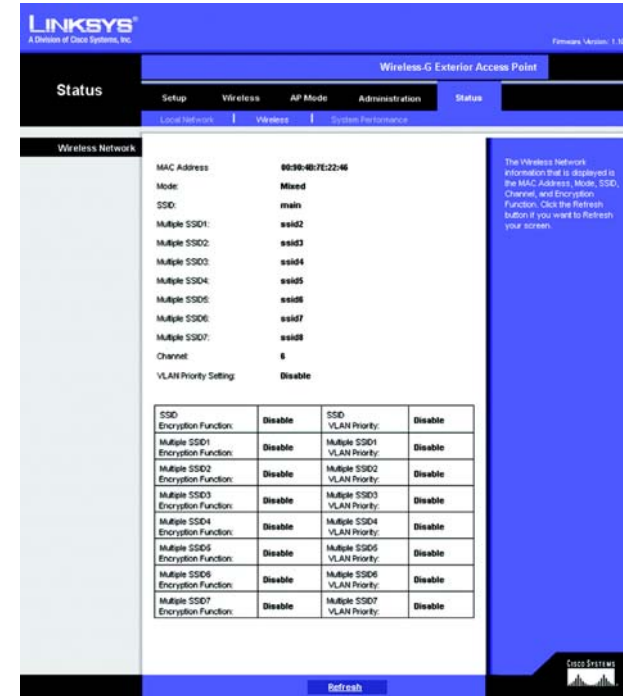 LINKSYS®
A Division of Cisco Systems, Inc.
Firmware Version: 1.10
Wireless-G Exterior Access Point
Status
Setup Wireless AP Mode Administration Status
Local Network | Wireless | System Performance
Wireless Network
MAC Address 00:90:4B:7E:22:46
Mode: Mixed
SSID: main
Multiple SSID1: ssid2
Multiple SSID2: ssid3
Multiple SSID3: ssid4
Multiple SSID4: ssid5
Multiple SSID5: ssid6
Multiple SSID6: ssid7
Multiple SSID7: ssid8
Channel: 6
VLAN Priority Setting: Disable
The Wireless Network
information that is displayed is
the MAC Address, Mode, SSID,
Channel, and Encryption
Function. Click the Refresh
button if you want to Refresh
your screen.
SSID
Encryption Function: Disable SSID
VLAN Priority: Disable
Multiple SSID1
Encryption Function: Disable Multiple SSID1
VLAN Priority: Disable
Multiple SSID2
Encryption Function: Disable Multiple SSID2
VLAN Priority: Disable
Multiple SSID3
Encryption Function: Disable Multiple SSID3
VLAN Priority: Disable
Multiple SSID4
Encryption Function: Disable Multiple SSID4
VLAN Priority: Disable
Multiple SSID5
Encryption Function: Disable Multiple SSID5
VLAN Priority: Disable
Multiple SSID6
Encryption Function: Disable Multiple SSID6
VLAN Priority: Disable
Multiple SSID7
Encryption Function: Disable Multiple SSID7
VLAN Priority: Disable
Refresh
CISCO SYSTEMS